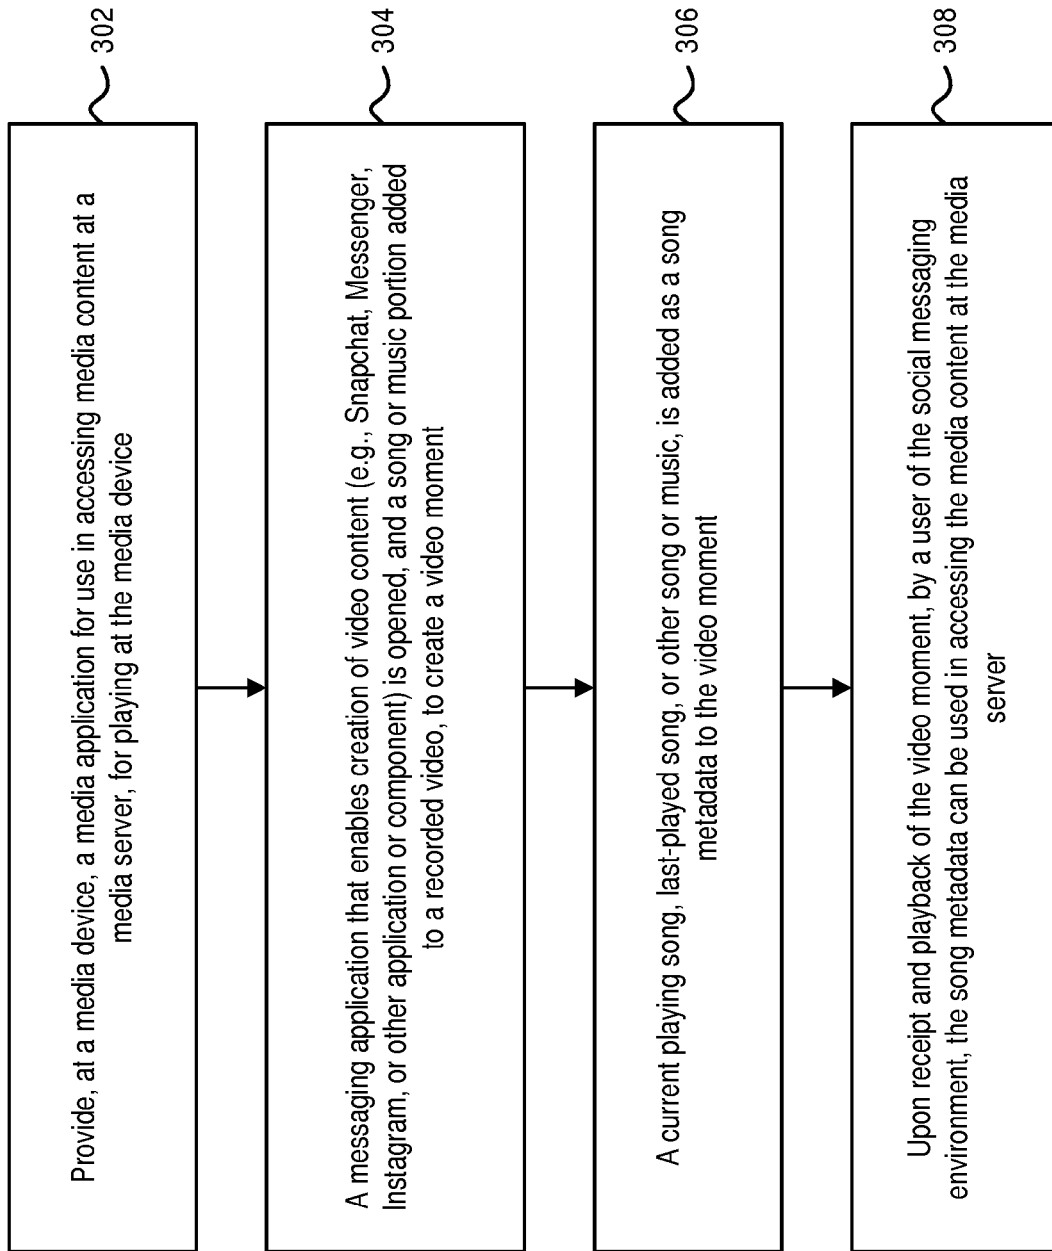 302
Provide, at a media device, a media application for use in accessing media content at a
media server, for playing at the media device
304
A messaging application that enables creation of video content (e.g., Snapchat, Messenger,
Instagram, or other application or component) is opened, and a song or music portion added
to a recorded video, to create a video moment
306
A current playing song, last-played song, or other song or music, is added as a song
metadata to the video moment
308
Upon receipt and playback of the video moment, by a user of the social messaging
environment, the song metadata can be used in accessing the media content at the media
server